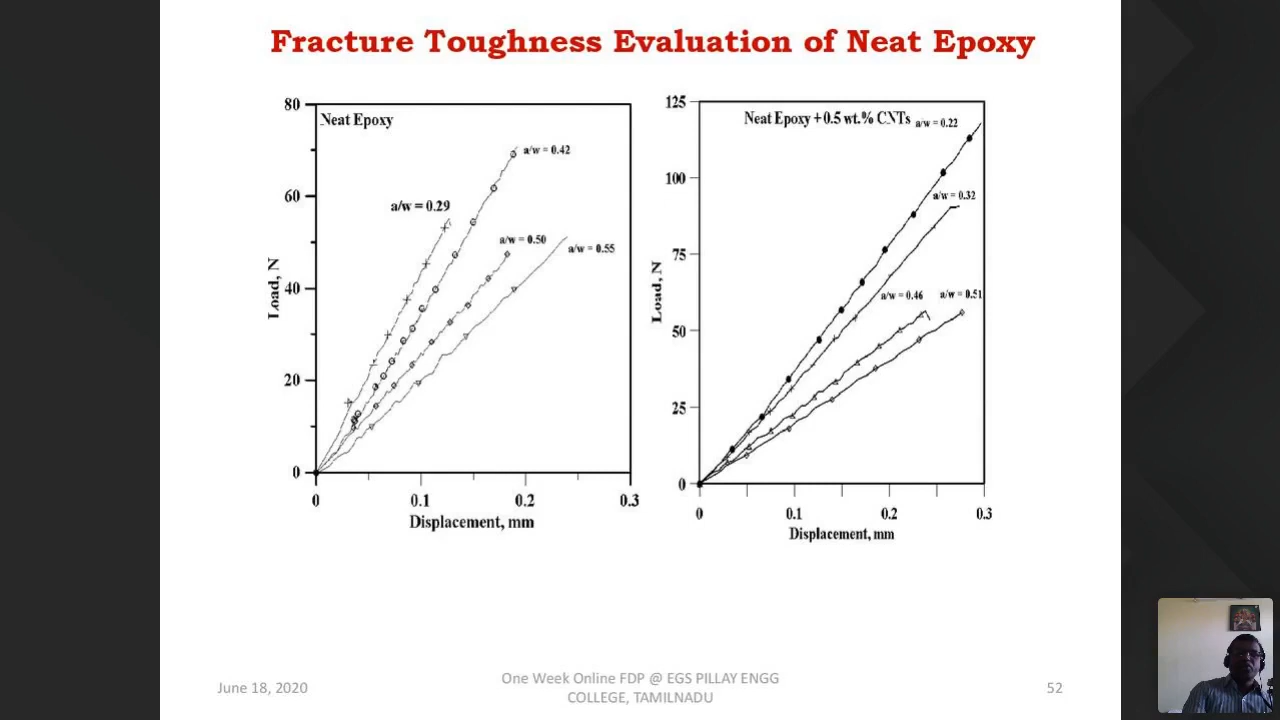 Fracture Toughness Evaluation of Neat Epoxy
80
60
40
20
0
Load, N
Neat Epoxy
a/w = 0.42
a/w = 0.29
a/w = 0.50
a/w = 0.55
0
0.1
0.2
0.3
Displacement, mm
125
100
75
50
25
0
Load, N
Neat Epoxy + 0.5 wt.% CNTs
a/w = 0.22
a/w = 0.32
a/w = 0.46
a/w = 0.51
0
0.1
0.2
0.3
Displacement, mm
June 18, 2020
One Week Online FDP @ EGS PILLAY ENGG
COLLEGE, TAMILNADU
52